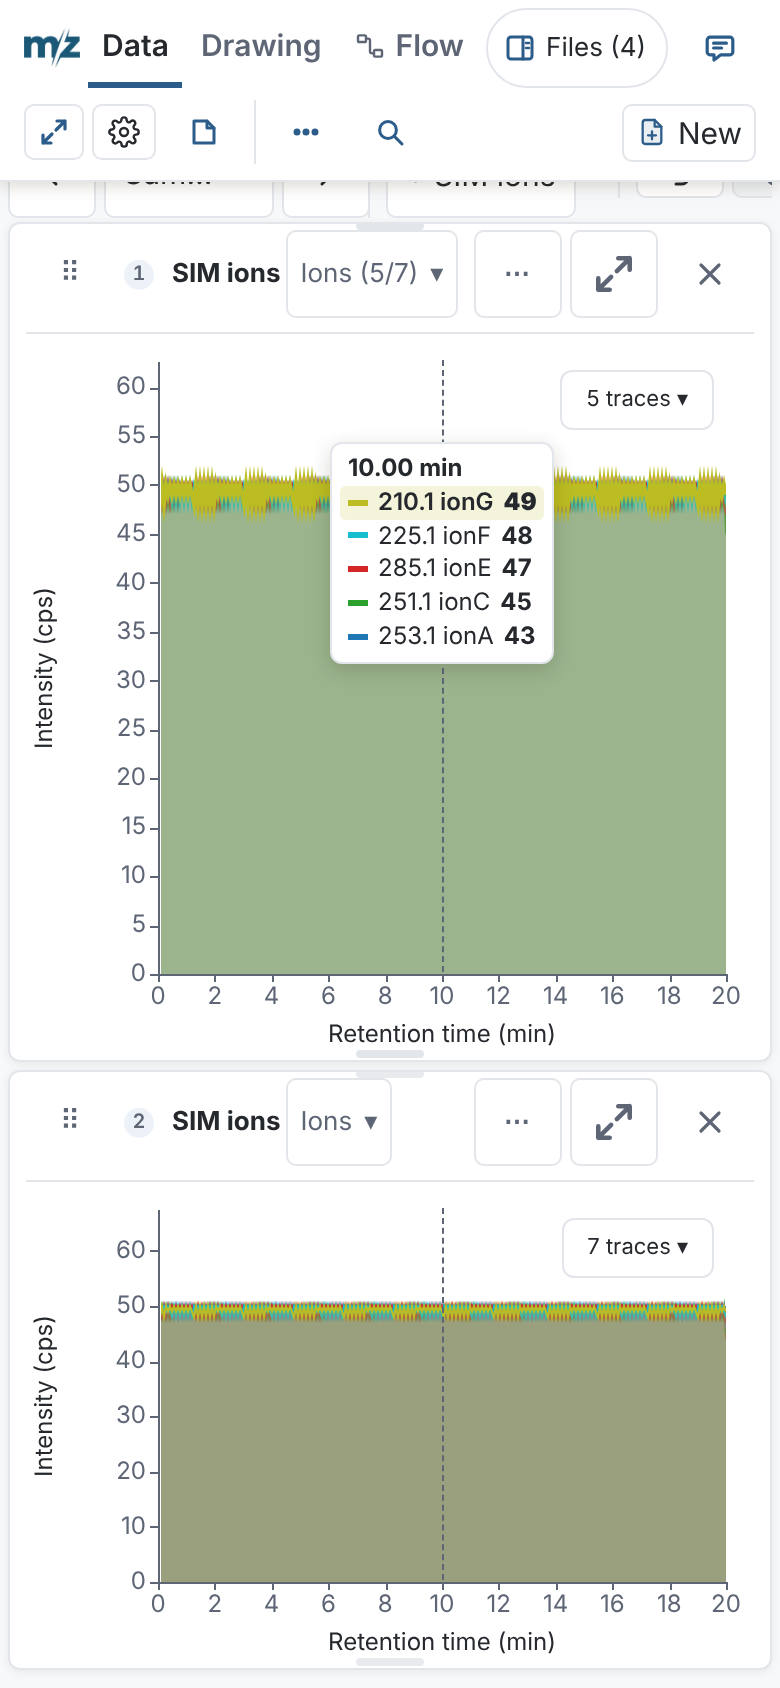 m/z Data Drawing Flow Files (4)
... New
SIM ions
1 SIM ions Ions (5/7) ▾ ...
5 traces ▾
60
55
50
45
40
35
30
25
20
15
10
5
0
Intensity (cps)
10.00 min
210.1 ionG 49
225.1 ionF 48
285.1 ionE 47
251.1 ionC 45
253.1 ionA 43
0 2 4 6 8 10 12 14 16 18 20
Retention time (min)
2 SIM ions Ions ▾ ...
7 traces ▾
60
50
40
30
20
10
0
Intensity (cps)
0 2 4 6 8 10 12 14 16 18 20
Retention time (min)